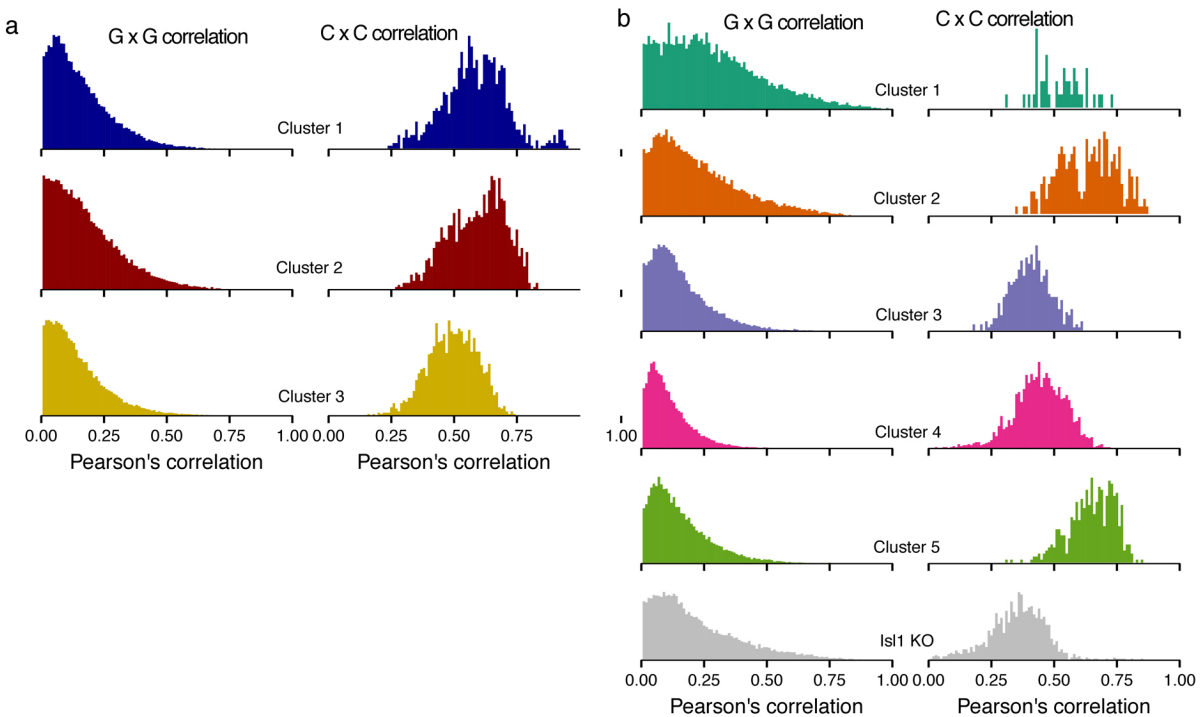 a
G x G correlation
C x C correlation
Cluster 1
Cluster 2
Cluster 3
0.00 0.25 0.50 0.75 1.00 0.00 0.25 0.50 0.75 1.00
Pearson's correlation
Pearson's correlation
b
G x G correlation
C x C correlation
Cluster 1
Cluster 2
Cluster 3
Cluster 4
Cluster 5
Isl1 KO
0.00 0.25 0.50 0.75 1.00 0.00 0.25 0.50 0.75 1.00
Pearson's correlation
Pearson's correlation